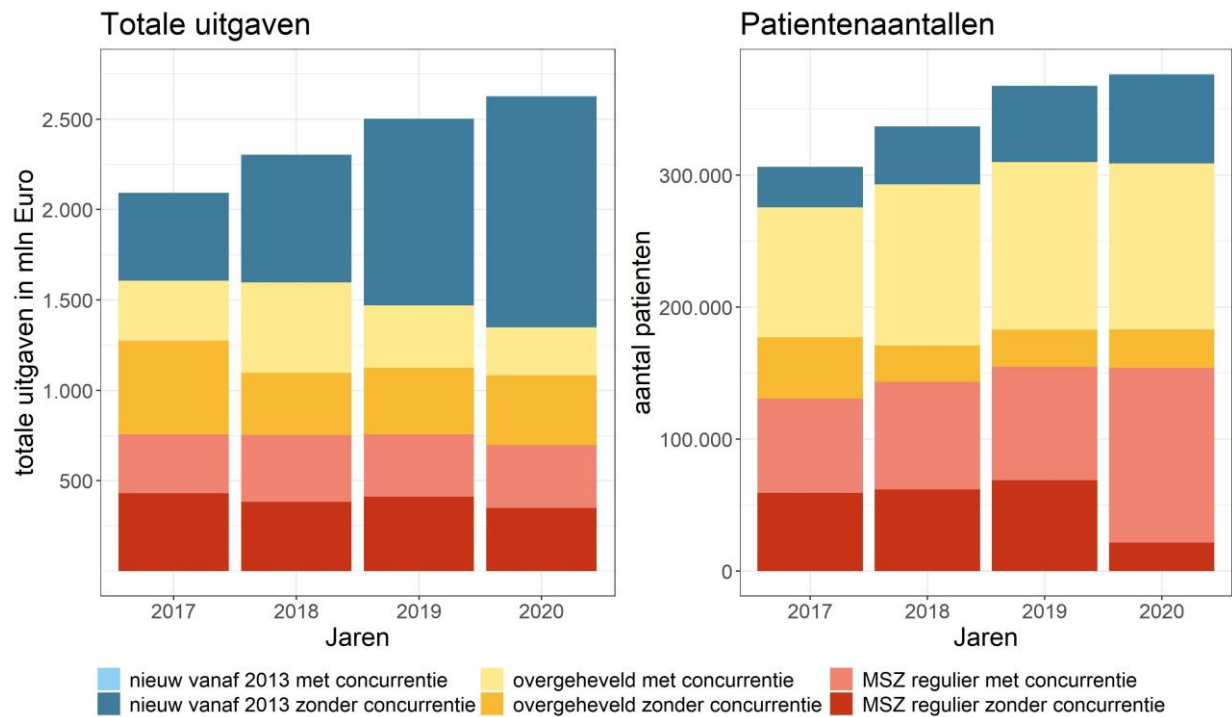 Totale uitgaven
Patientenaantallen
totale uitgaven in mln Euro
2.500
2.000
1.500
1.000
500
2017
2018
2019
2020
Jaren
aantal patienten
300.000
200.000
100.000
0
2017
2018
2019
2020
Jaren
nieuw vanaf 2013 met concurrentie
nieuw vanaf 2013 zonder concurrentie
overgeheveld met concurrentie
overgeheveld zonder concurrentie
MSZ regulier met concurrentie
MSZ regulier zonder concurrentie